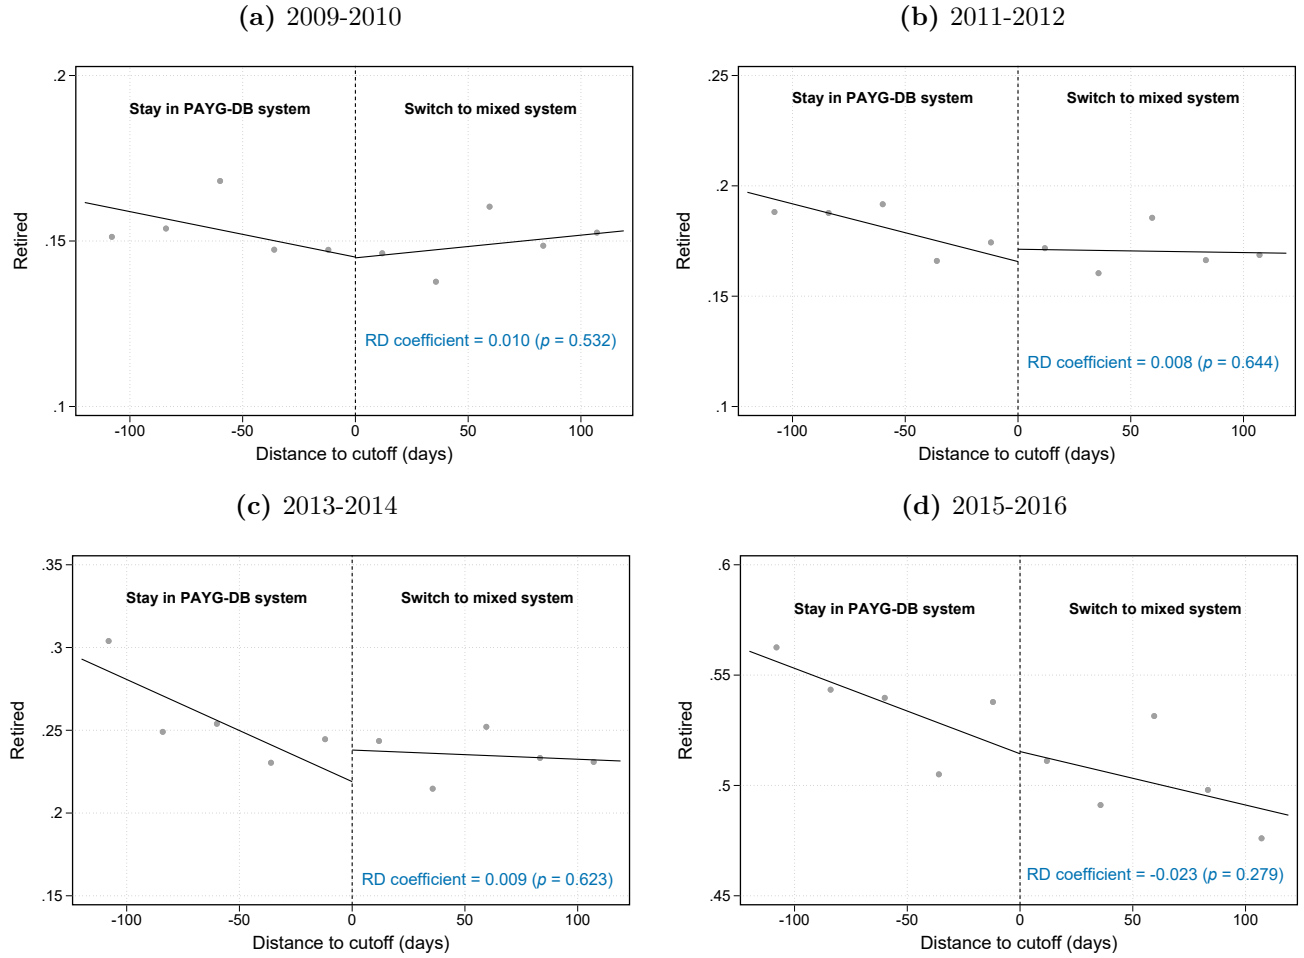 (a) 2009-2010
.2
.15
.1
Retired
Stay in PAYG-DB system
Switch to mixed system
RD coefficient = 0.010 (p = 0.532)
-100 -50 0 50 100
Distance to cutoff (days)
(b) 2011-2012
.25
.2
.15
.1
Retired
Stay in PAYG-DB system
Switch to mixed system
RD coefficient = 0.008 (p = 0.644)
-100 -50 0 50 100
Distance to cutoff (days)
(c) 2013-2014
.35
.3
.25
.2
.15
Retired
Stay in PAYG-DB system
Switch to mixed system
RD coefficient = 0.009 (p = 0.623)
-100 -50 0 50 100
Distance to cutoff (days)
(d) 2015-2016
.6
.55
.5
.45
Retired
Stay in PAYG-DB system
Switch to mixed system
RD coefficient = -0.023 (p = 0.279)
-100 -50 0 50 100
Distance to cutoff (days)